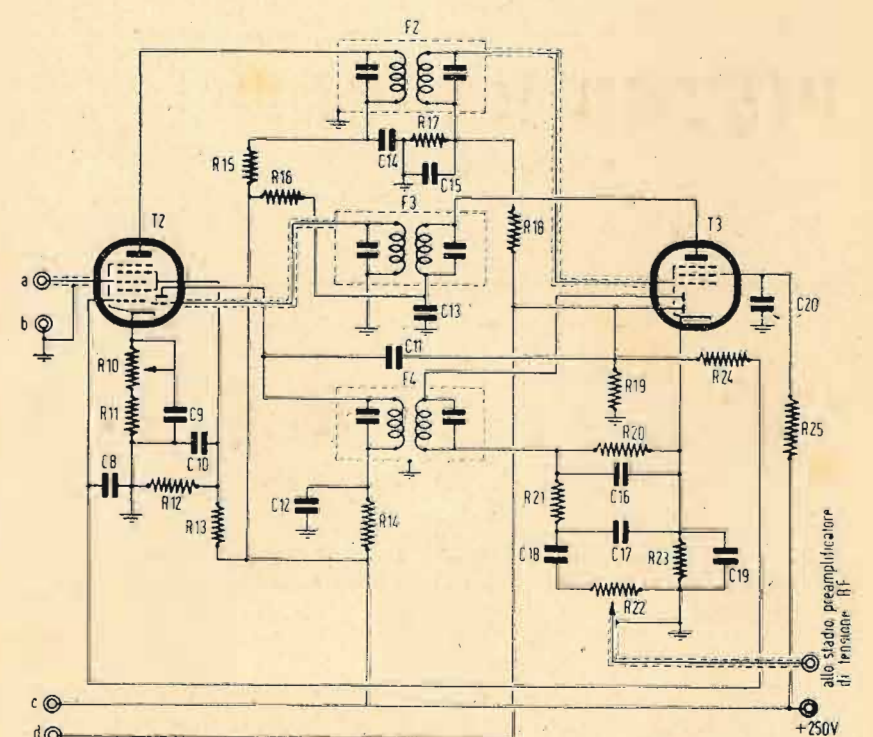 F2
R17
R15
C14
C15
R16
T2
F3
R18
T3
a
b
C13
C20
C11
R10
F4
R24
R19
C9
R11
C10
R20
R25
C8
R12
C12
R14
C16
R21
R13
C17
C18
R23
C19
R22
allo stadio preamplificatore
di tensione BF
c
d
+250V